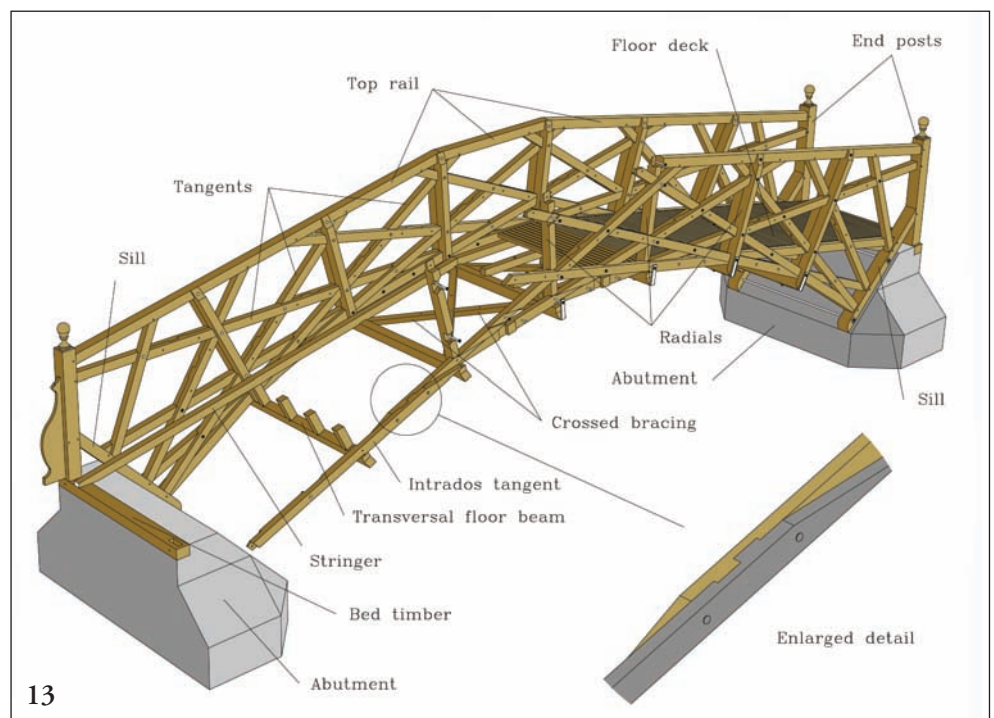 Floor deck
End posts
Top rail
Tangents
Sill
Radials
Abutment
Sill
Crossed bracing
Intrados tangent
Transversal floor beam
Stringer
Bed timber
Enlarged detail
Abutment
13